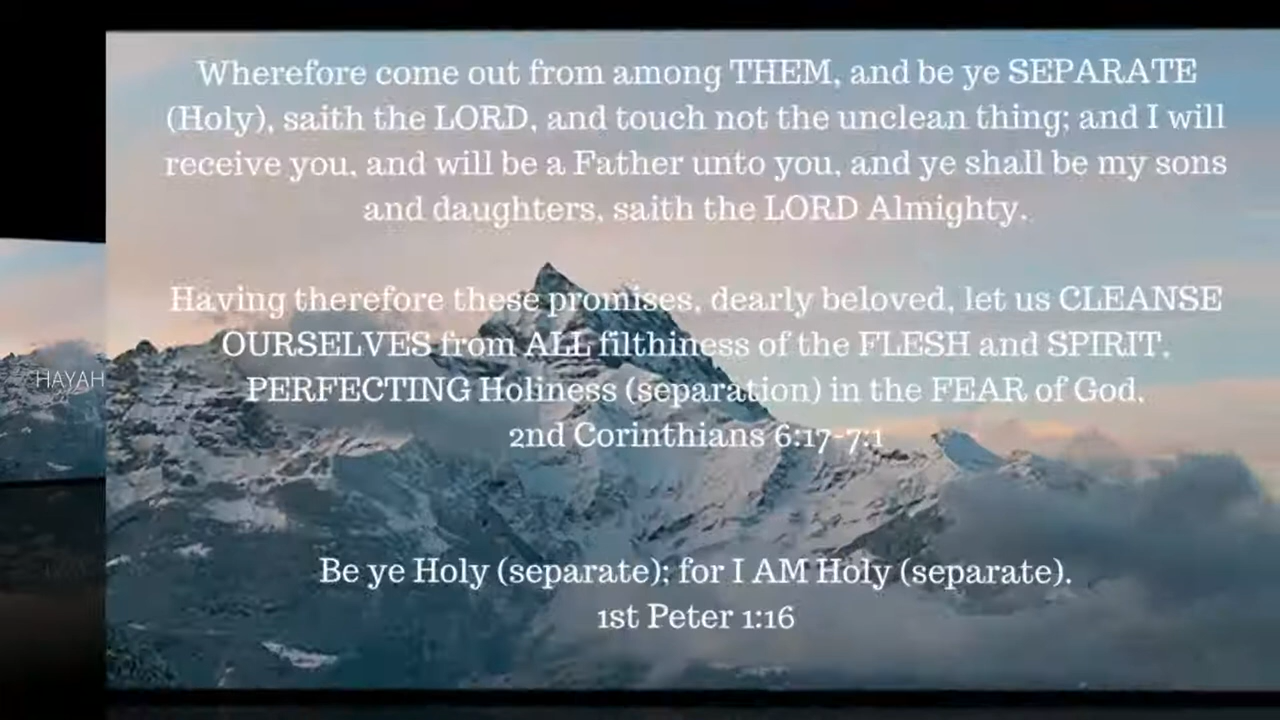 Wherefore come out from among THEM, and be ye SEPARATE
(Holy), saith the LORD, and touch not the unclean thing; and I will
receive you, and will be a Father unto you, and ye shall be my sons
and daughters, saith the LORD Almighty.
Having therefore these promises, dearly beloved, let us CLEANSE
OURSELVES from ALL filthiness of the FLESH and SPIRIT,
PERFECTING Holiness (separation) in the FEAR of God.
2nd Corinthians 6:17-7:1
HAYAH
Be ye Holy (separate); for I AM Holy (separate).
1st Peter 1:16